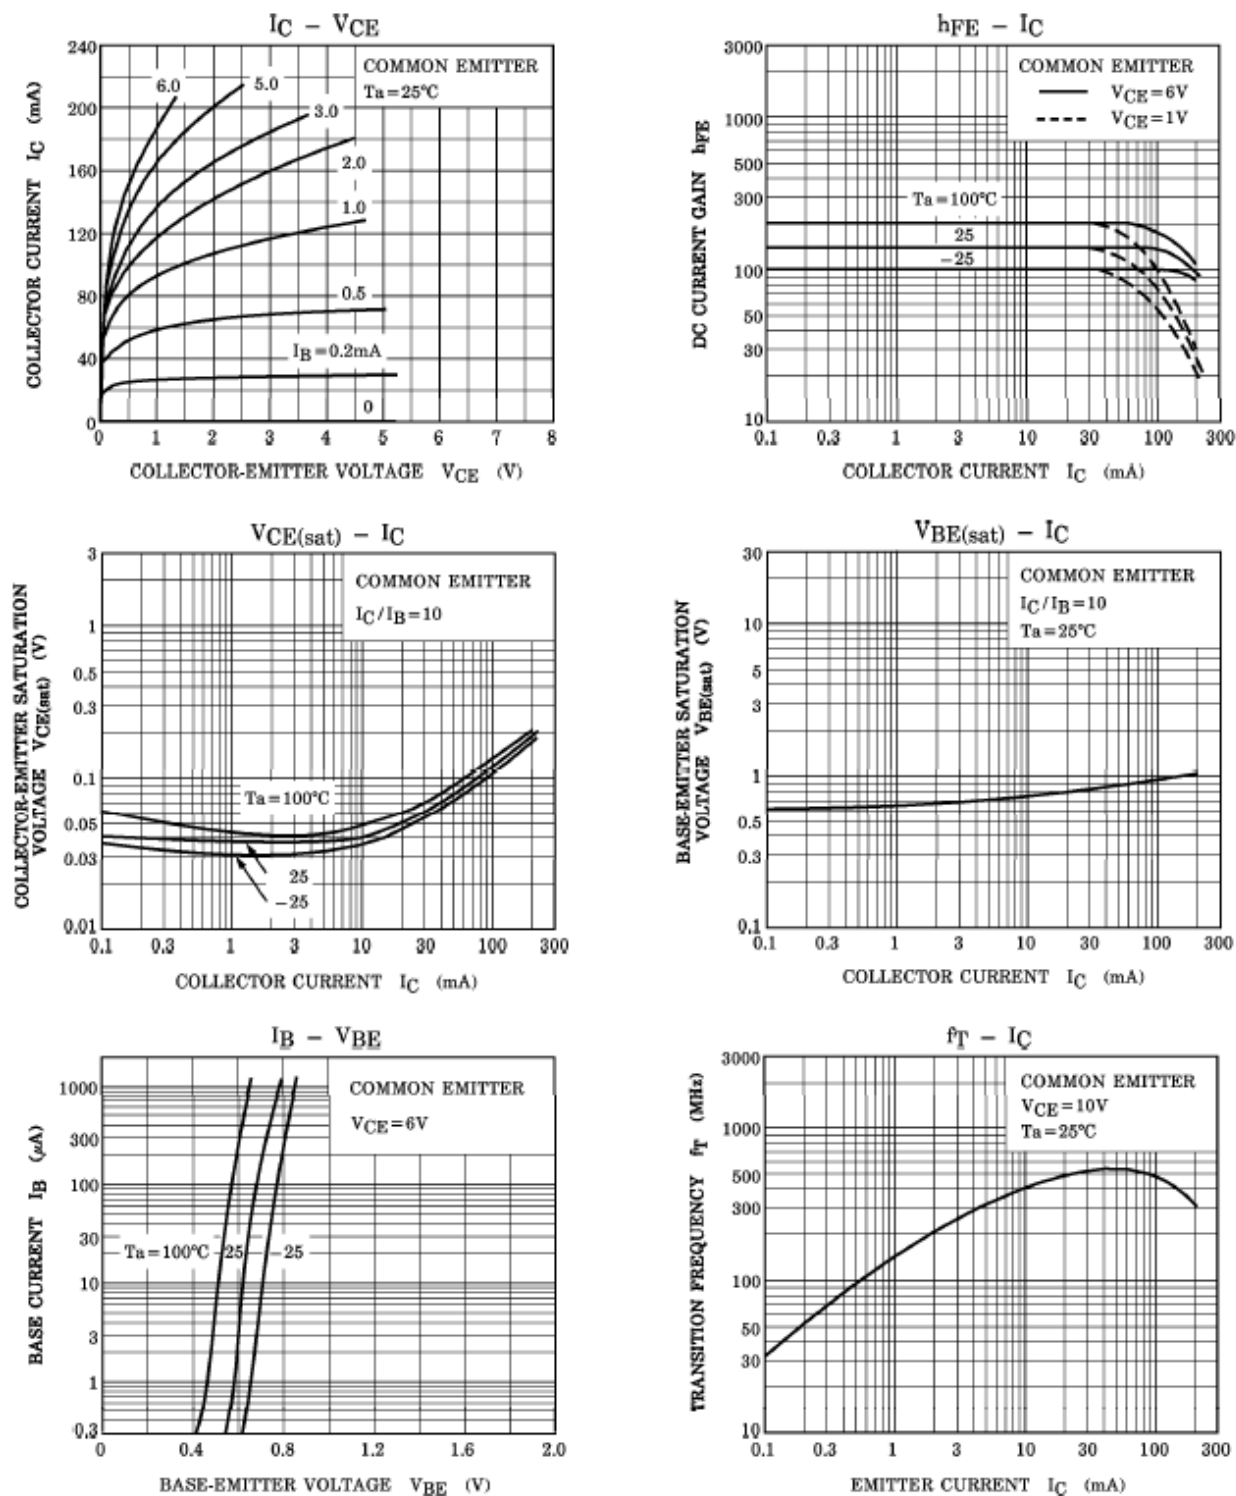 IC – VCE
COLLECTOR CURRENT IC (mA)
240
200
160
120
80
40
0
COMMON EMITTER
Ta=25℃
6.0
5.0
3.0
2.0
1.0
0.5
IB=0.2mA
0
0 1 2 3 4 5 6 7 8
COLLECTOR-EMITTER VOLTAGE VCE (V)
hFE – IC
DC CURRENT GAIN hFE
3000
1000
500
300
100
50
30
10
COMMON EMITTER
VCE=6V
VCE=1V
Ta=100℃
25
-25
0.1 0.3 1 3 10 30 100 300
COLLECTOR CURRENT IC (mA)
VCE(sat) – IC
COLLECTOR-EMITTER SATURATION
VOLTAGE VCE(sat) (V)
3
1
0.5
0.3
0.1
0.05
0.03
0.01
COMMON EMITTER
IC/IB=10
Ta=100℃
25
-25
0.1 0.3 1 3 10 30 100 300
COLLECTOR CURRENT IC (mA)
VBE(sat) – IC
BASE-EMITTER SATURATION
VOLTAGE VBE(sat) (V)
30
10
5
3
1
0.5
0.3
0.1
COMMON EMITTER
IC/IB=10
Ta=25℃
0.1 0.3 1 3 10 30 100 300
COLLECTOR CURRENT IC (mA)
IB – VBE
BASE CURRENT IB (μA)
1000
300
100
30
10
3
1
0.3
COMMON EMITTER
VCE=6V
Ta=100℃
25
-25
0 0.4 0.8 1.2 1.6 2.0
BASE-EMITTER VOLTAGE VBE (V)
fT – IC
TRANSITION FREQUENCY fT (MHz)
3000
1000
500
300
100
50
30
10
COMMON EMITTER
VCE=10V
Ta=25℃
0.1 0.3 1 3 10 30 100 300
EMITTER CURRENT IC (mA)